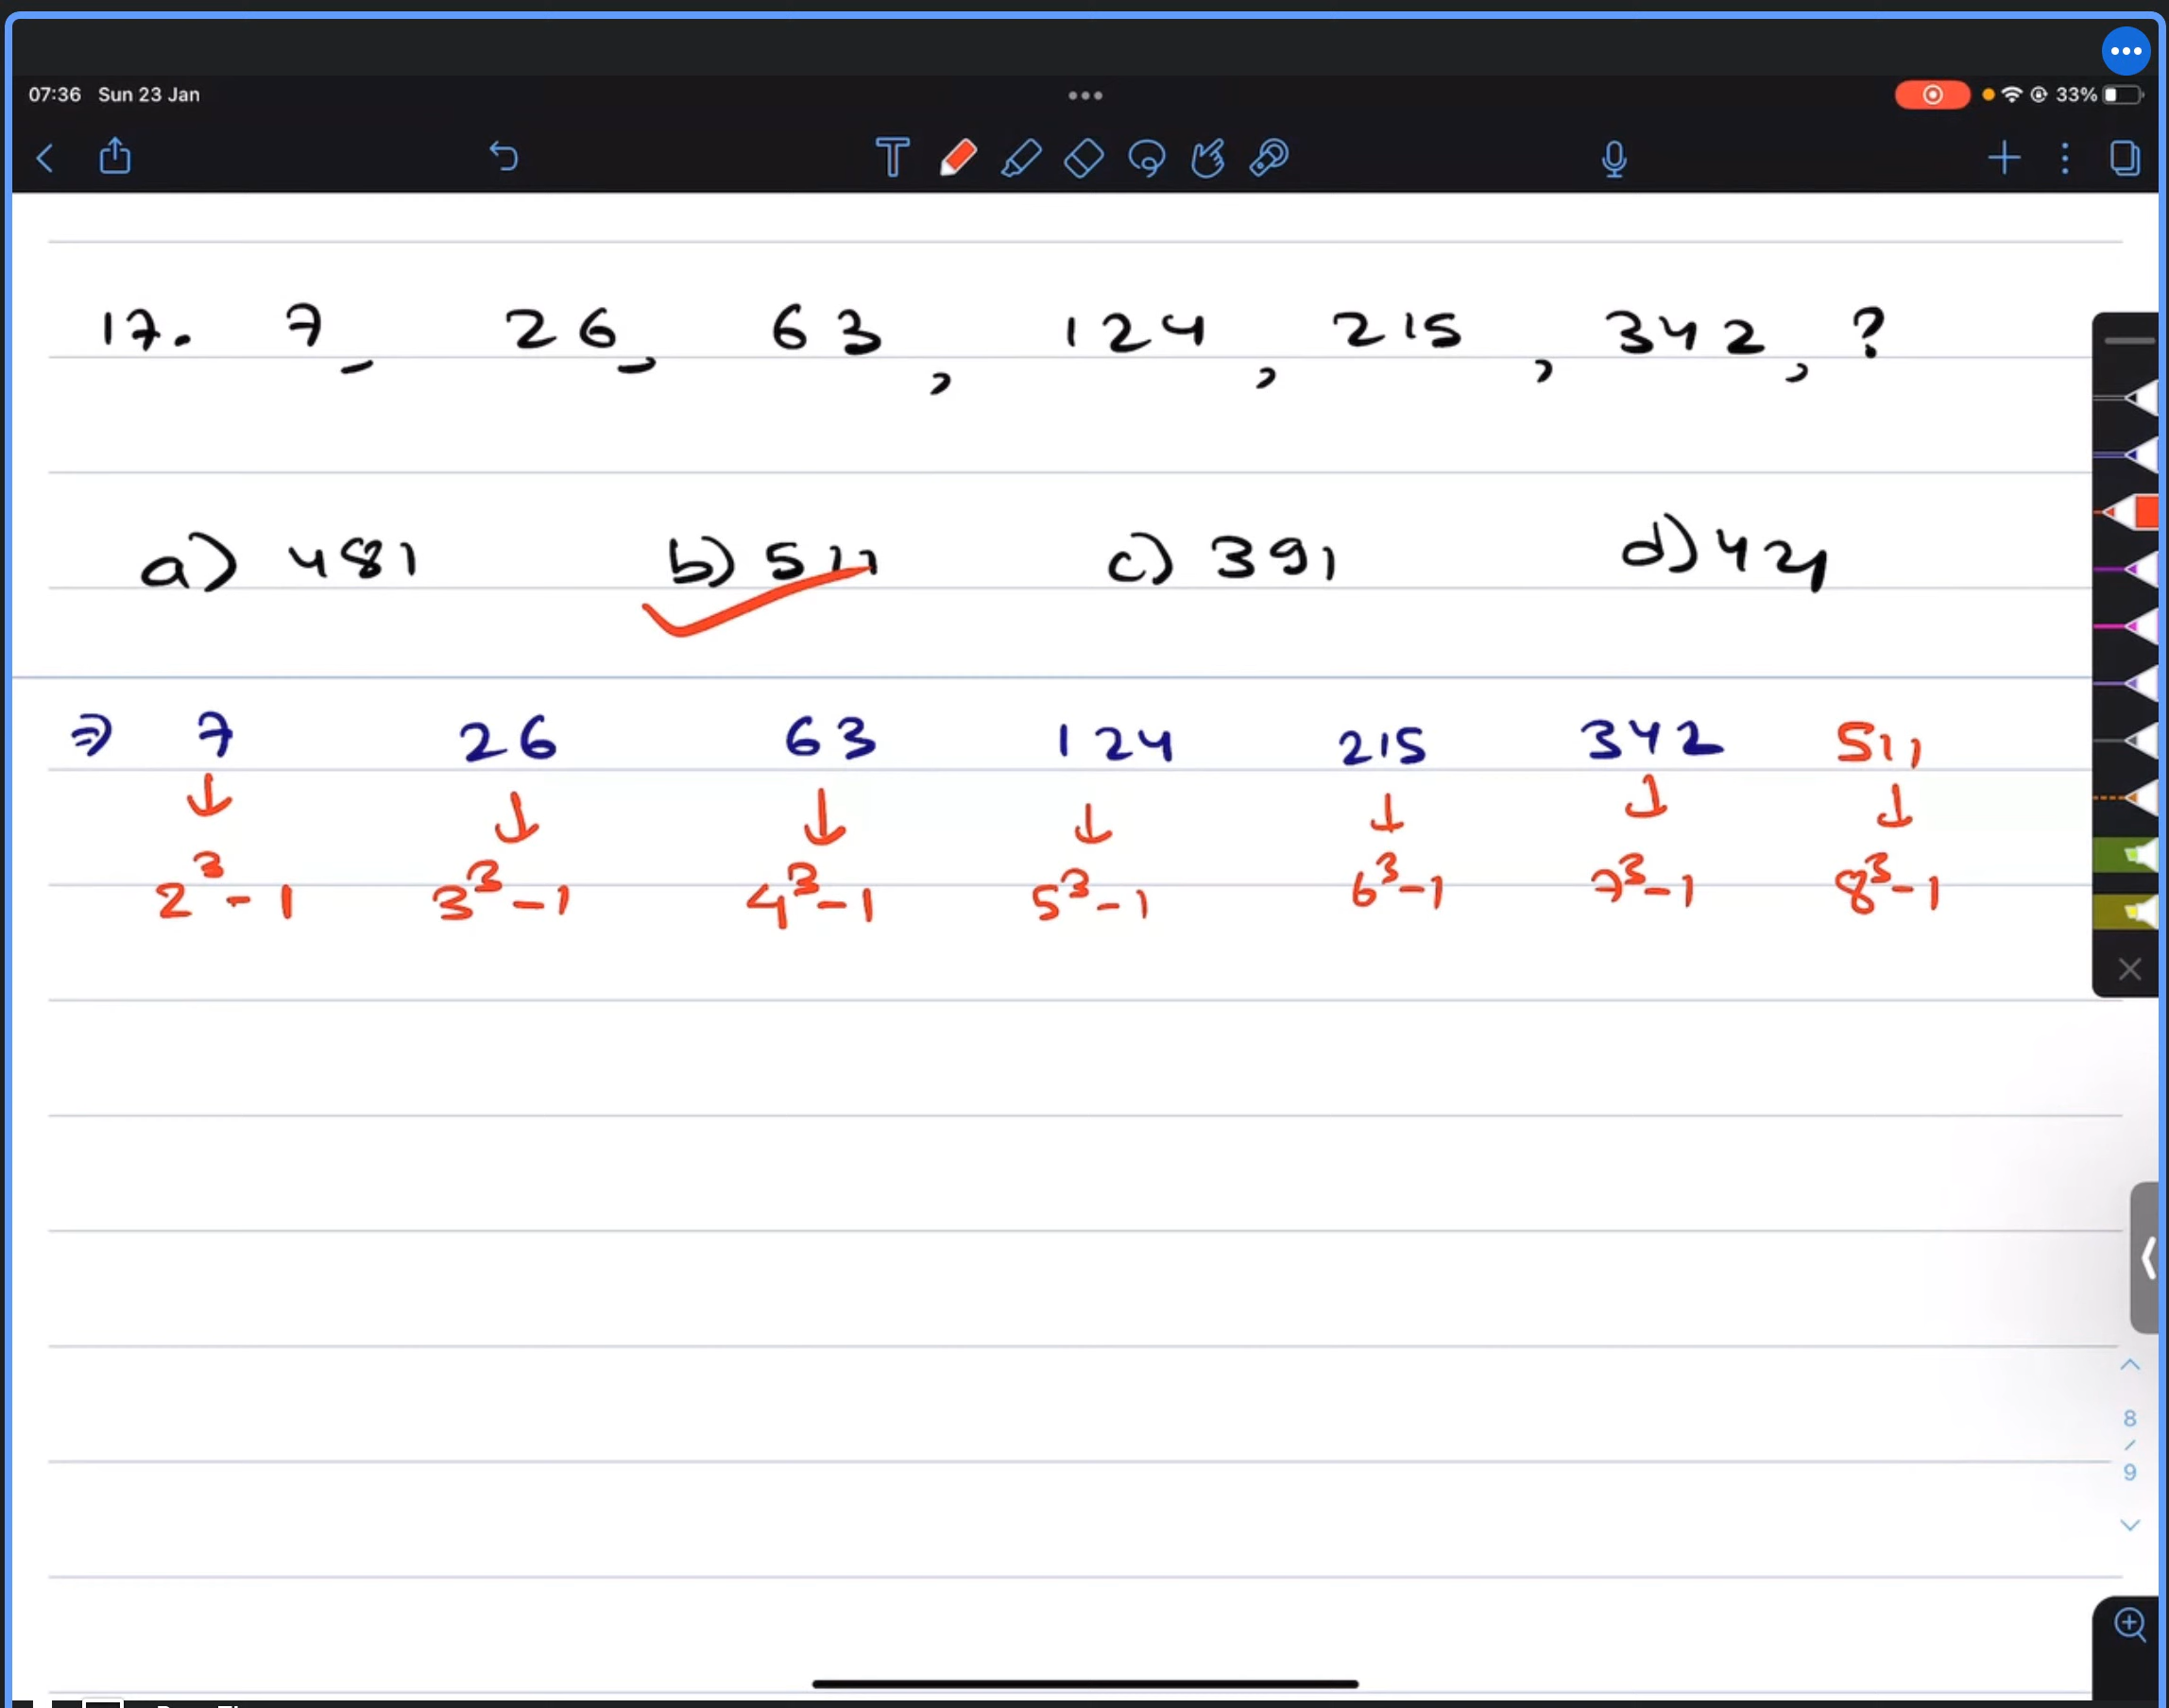 07:36 Sun 23 Jan
33%
17. 7, 26, 63, 124, 215, 342, ?
a) 481 b) 511 c) 391 d) 421
⇒ 7 26 63 124 215 342 511
↓ ↓ ↓ ↓ ↓ ↓ ↓
2³-1 3³-1 4³-1 5³-1 6³-1 7³-1 8³-1
8
/
9